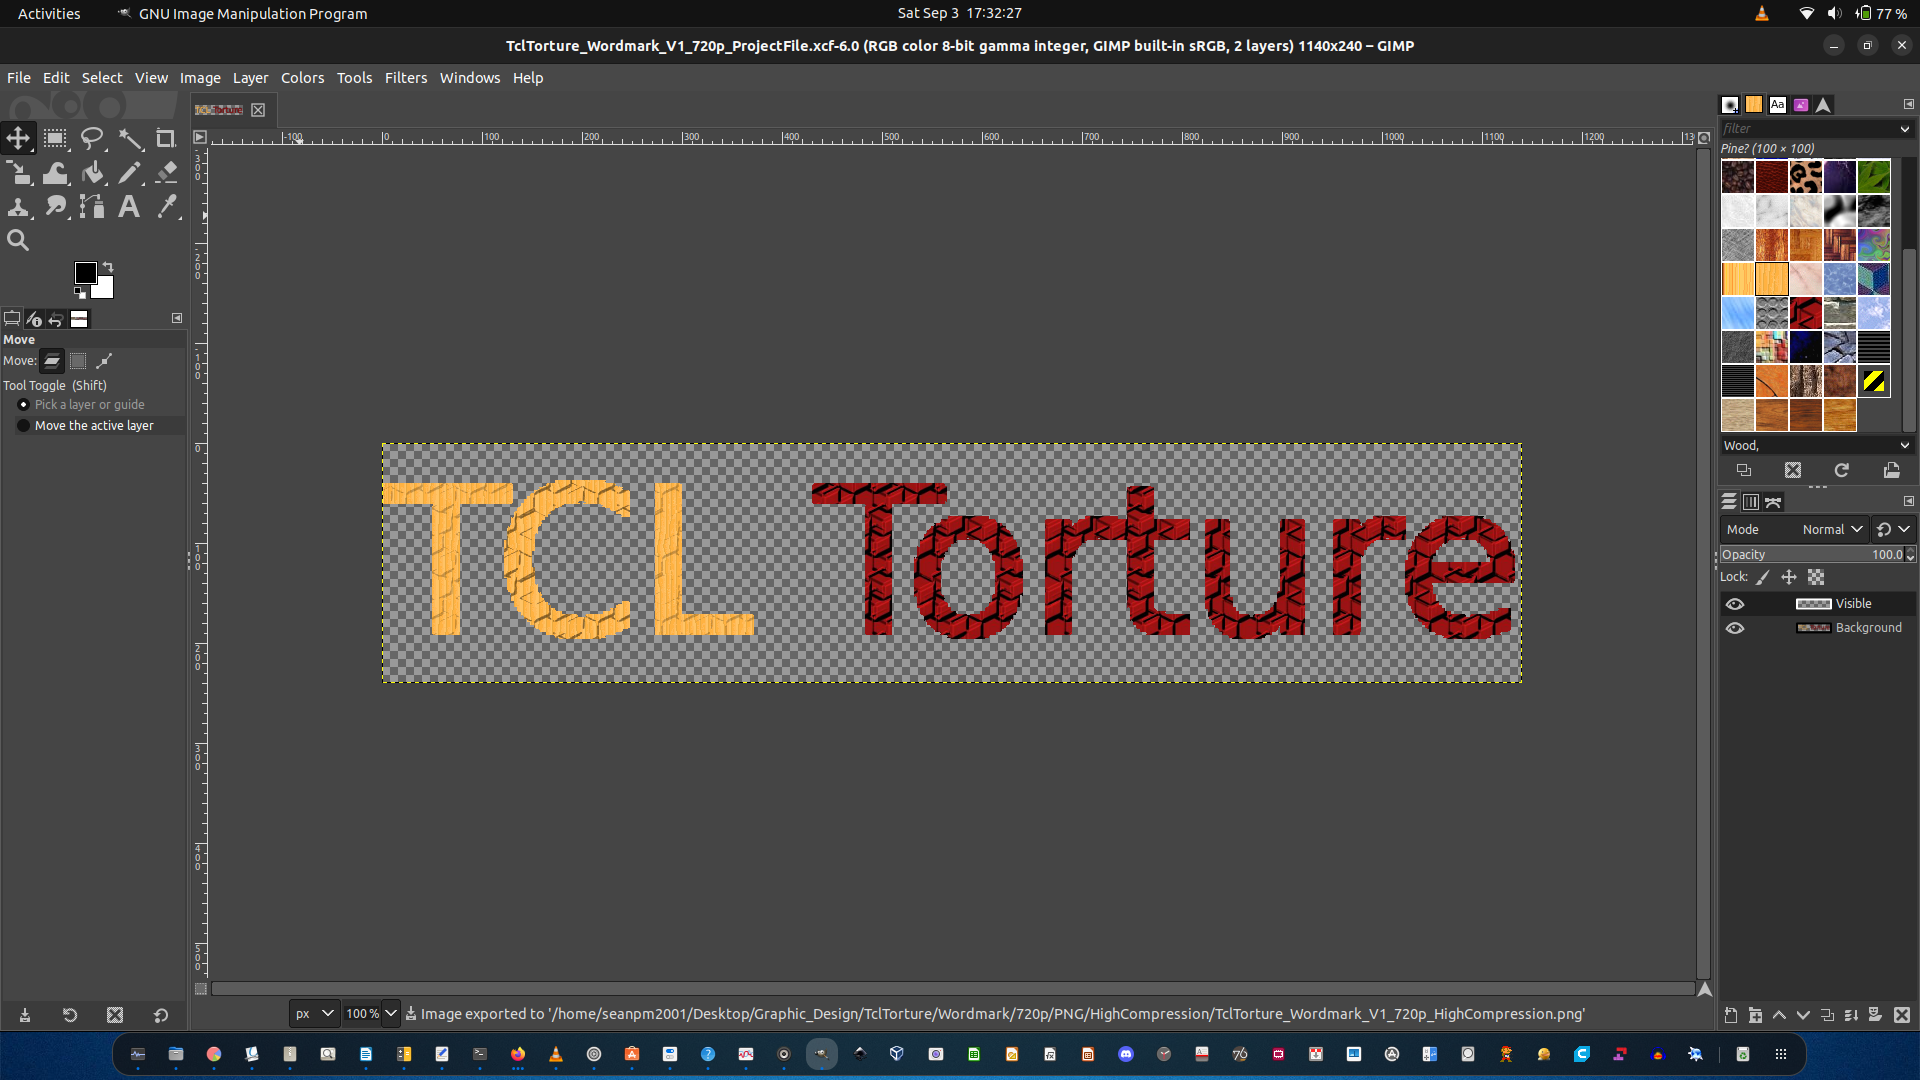 Activities GNU Image Manipulation Program Sat Sep 3 17:32:27 77 %
TclTorture_Wordmark_V1_720p_ProjectFile.xcf-6.0 (RGB color 8-bit gamma integer, GIMP built-in sRGB, 2 layers) 1140x240 – GIMP
File Edit Select View Image Layer Colors Tools Filters Windows Help
-100 0 100 200 300 400 500 600 700 800 900 1000 1100 1200
Aa
filter
Pine? (100 × 100)
Move
Move:
Tool Toggle (Shift)
Pick a layer or guide
Move the active layer
TCL Torture
Wood,
Mode Normal
Opacity 100.0
Lock:
Visible
Background
px 100 % Image exported to '/home/seanpm2001/Desktop/Graphic_Design/TclTorture/Wordmark/720p/PNG/HighCompression/TclTorture_Wordmark_V1_720p_HighCompression.png'